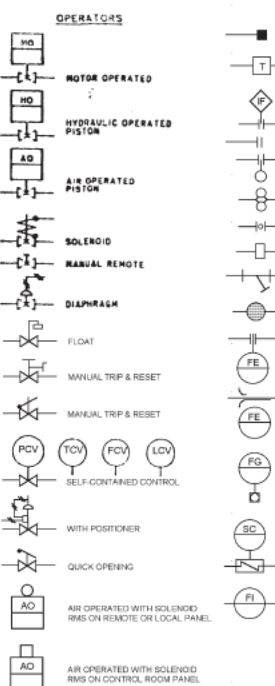 OPERATORS
MO
MOTOR OPERATED
T
HO
HYDRAULIC OPERATED
PISTON
IF
AO
AIR OPERATED
PISTON
SOLENOID
MANUAL REMOTE
DIAPHRAGM
FLOAT
MANUAL TRIP & RESET
FE
MANUAL TRIP & RESET
FE
PCV TCV FCV LCV
SELF-CONTAINED CONTROL
FG
WITH POSITIONER
SC
QUICK OPENING
AO
AIR OPERATED WITH SOLENOID
RMS ON REMOTE OR LOCAL PANEL
FI
AO
AIR OPERATED WITH SOLENOID
RMS ON CONTROL ROOM PANEL